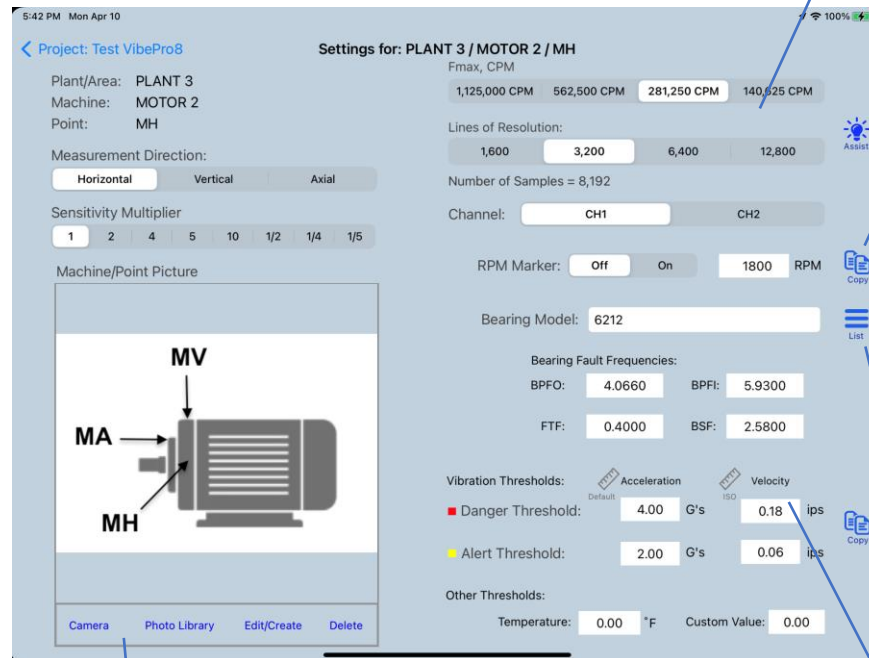 5:42 PM Mon Apr 10
100%
Project: Test VibePro8
Settings for: PLANT 3 / MOTOR 2 / MH
Plant/Area: PLANT 3
Machine: MOTOR 2
Point: MH
Measurement Direction:
Horizontal Vertical Axial
Sensitivity Multiplier
1 2 4 5 10 1/2 1/4 1/5
Machine/Point Picture
MV
MA
MH
Camera Photo Library Edit/Create Delete
Fmax, CPM
1,125,000 CPM 562,500 CPM 281,250 CPM 140,625 CPM
Lines of Resolution:
1,600 3,200 6,400 12,800
Number of Samples = 8,192
Channel: CH1 CH2
RPM Marker: Off On 1800 RPM
Bearing Model: 6212
Bearing Fault Frequencies:
BPFO: 4.0660 BPFI: 5.9300
FTF: 0.4000 BSF: 2.5800
Vibration Thresholds: Default Acceleration ISO Velocity
Danger Threshold: 4.00 G's 0.18 ips
Alert Threshold: 2.00 G's 0.06 ips
Other Thresholds:
Temperature: 0.00 °F Custom Value: 0.00
Assist
Copy
List
Copy